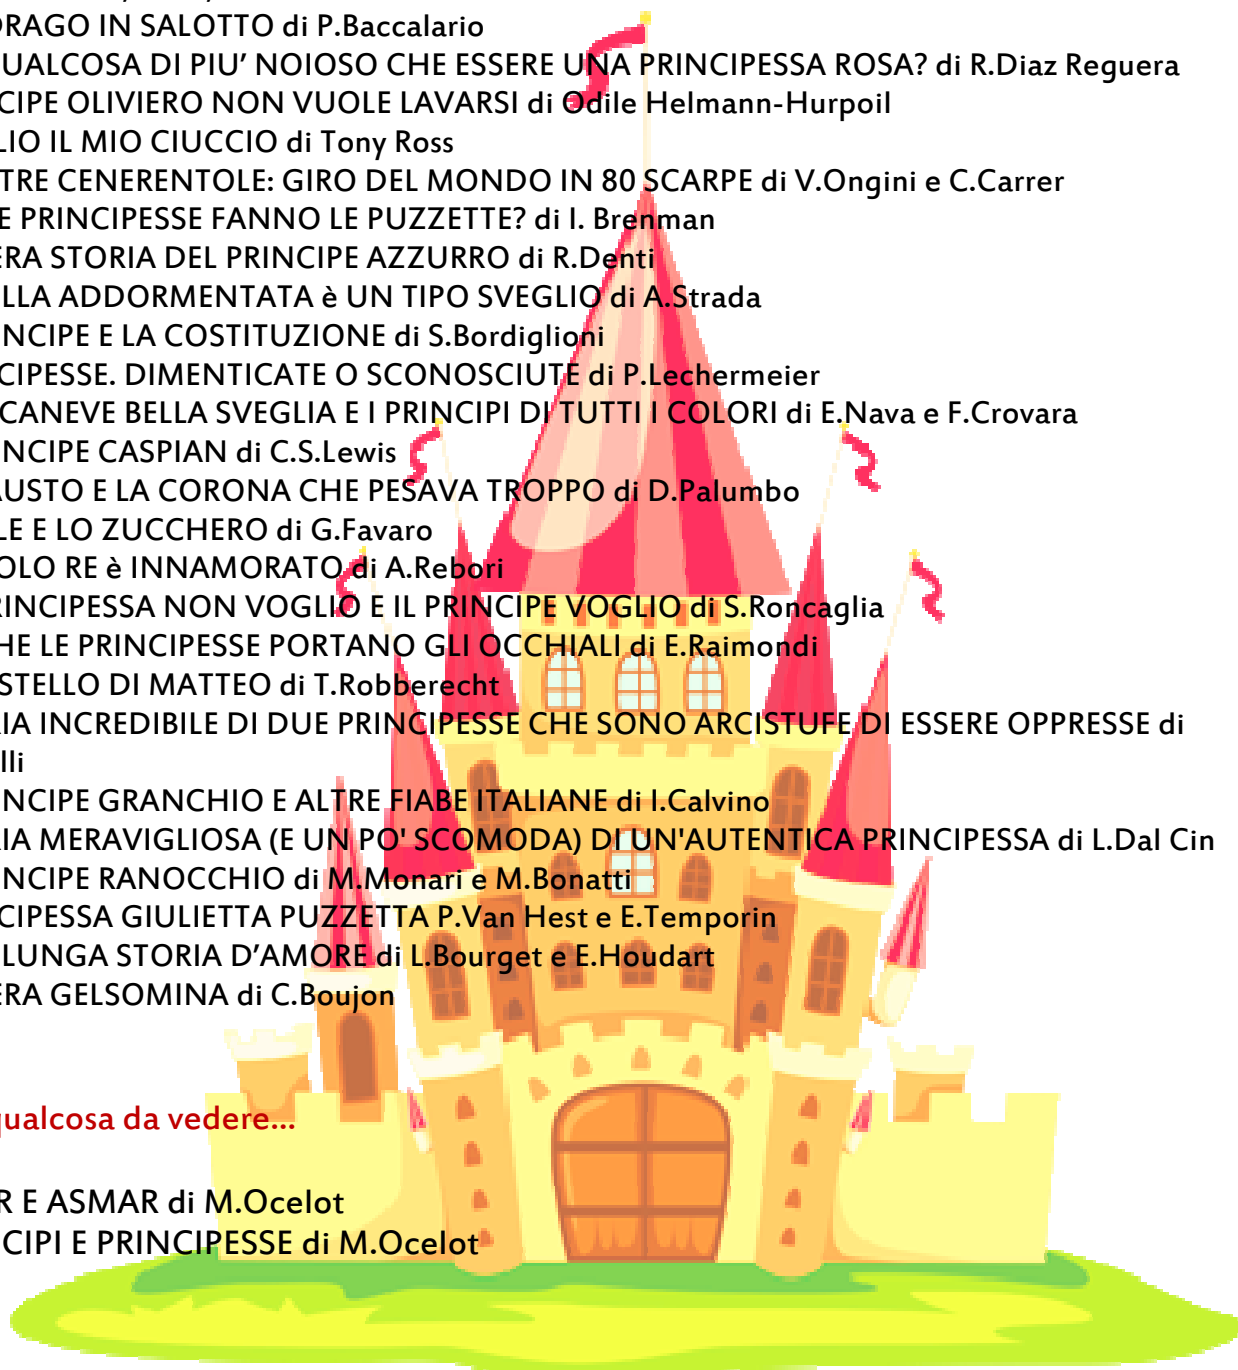 DRAGO IN SALOTTO di P.Baccalario
UALCOSA DI PIU’ NOIOSO CHE ESSERE UNA PRINCIPESSA ROSA? di R.Diaz Reguera
CIPE OLIVIERO NON VUOLE LAVARSI di Odile Helmann-Hurpoil
LIO IL MIO CIUCCIO di Tony Ross
TRE CENERENTOLE: GIRO DEL MONDO IN 80 SCARPE di V.Ongini e C.Carrer
E PRINCIPESSE FANNO LE PUZZETTE? di I. Brenman
ERA STORIA DEL PRINCIPE AZZURRO di R.Denti
LLA ADDORMENTATA è UN TIPO SVEGLIO di A.Strada
NCIPE E LA COSTITUZIONE di S.Bordiglioni
CIPESSE. DIMENTICATE O SCONOSCIUTE di P.Lechermeier
CANEVE BELLA SVEGLIA E I PRINCIPI DI TUTTI I COLORI di E.Nava e F.Crovara
NCIPE CASPIAN di C.S.Lewis
AUSTO E LA CORONA CHE PESAVA TROPPO di D.Palumbo
LE E LO ZUCCHERO di G.Favaro
OLO RE è INNAMORATO di A.Rebori
RINCIPESSA NON VOGLIO E IL PRINCIPE VOGLIO di S.Roncaglia
HE LE PRINCIPESSE PORTANO GLI OCCHIALI di E.Raimondi
STELLO DI MATTEO di T.Robberecht
RIA INCREDIBILE DI DUE PRINCIPESSE CHE SONO ARCISTUFE DI ESSERE OPPRESSE di
lli
NCIPE GRANCHIO E ALTRE FIABE ITALIANE di I.Calvino
RIA MERAVIGLIOSA (E UN PO' SCOMODA) DI UN'AUTENTICA PRINCIPESSA di L.Dal Cin
NCIPE RANOCCHIO di M.Monari e M.Bonatti
CIPESSA GIULIETTA PUZZETTA P.Van Hest e E.Temporin
LUNGA STORIA D’AMORE di L.Bourget e E.Houdart
ERA GELSOMINA di C.Boujon
qualcosa da vedere...
R E ASMAR di M.Ocelot
CIPI E PRINCIPESSE di M.Ocelot